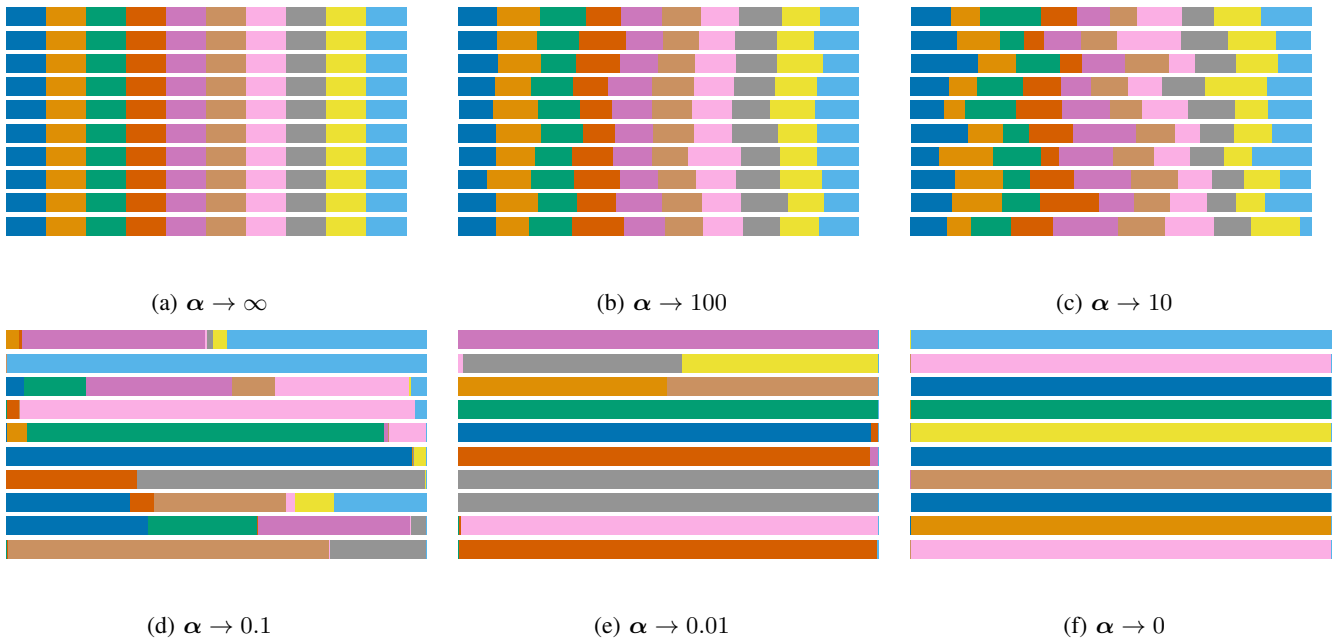 (a) α → ∞
(b) α → 100
(c) α → 10
(d) α → 0.1
(e) α → 0.01
(f) α → 0